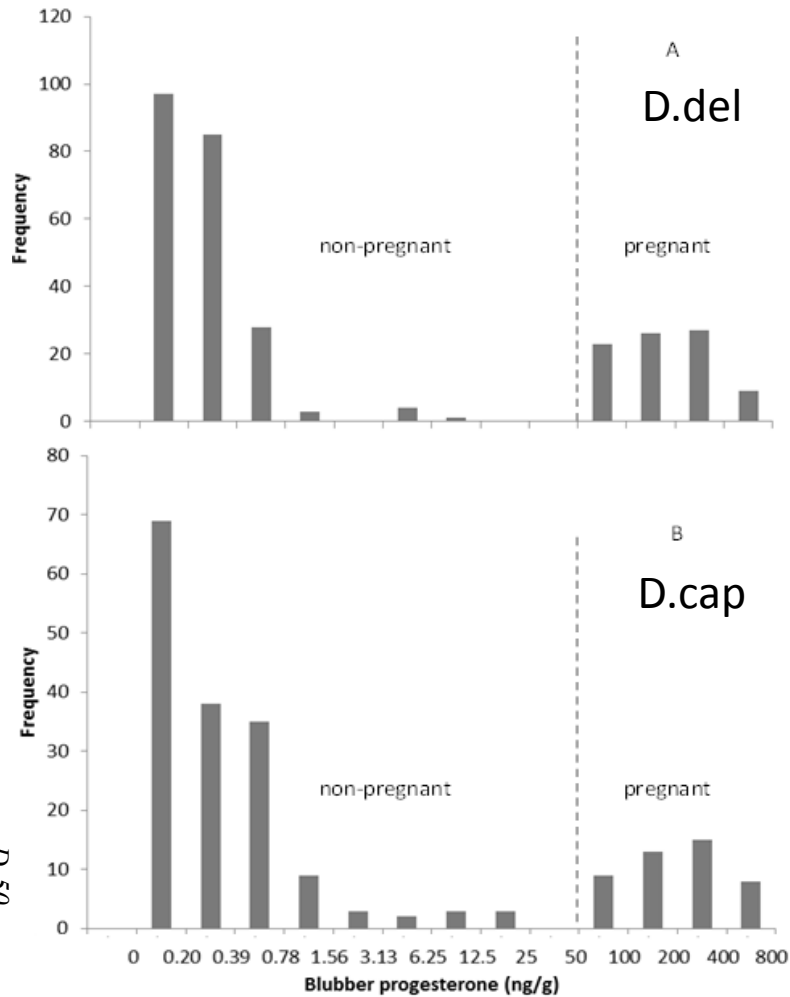 120
100
80
60
40
20
0
Frequency
A
D.del
non-pregnant
pregnant
80
70
60
50
40
30
20
10
0
Frequency
B
D.cap
non-pregnant
pregnant
0 0.20 0.39 0.78 1.56 3.13 6.25 12.5 25 50 100 200 400 800
Blubber progesterone (ng/g)